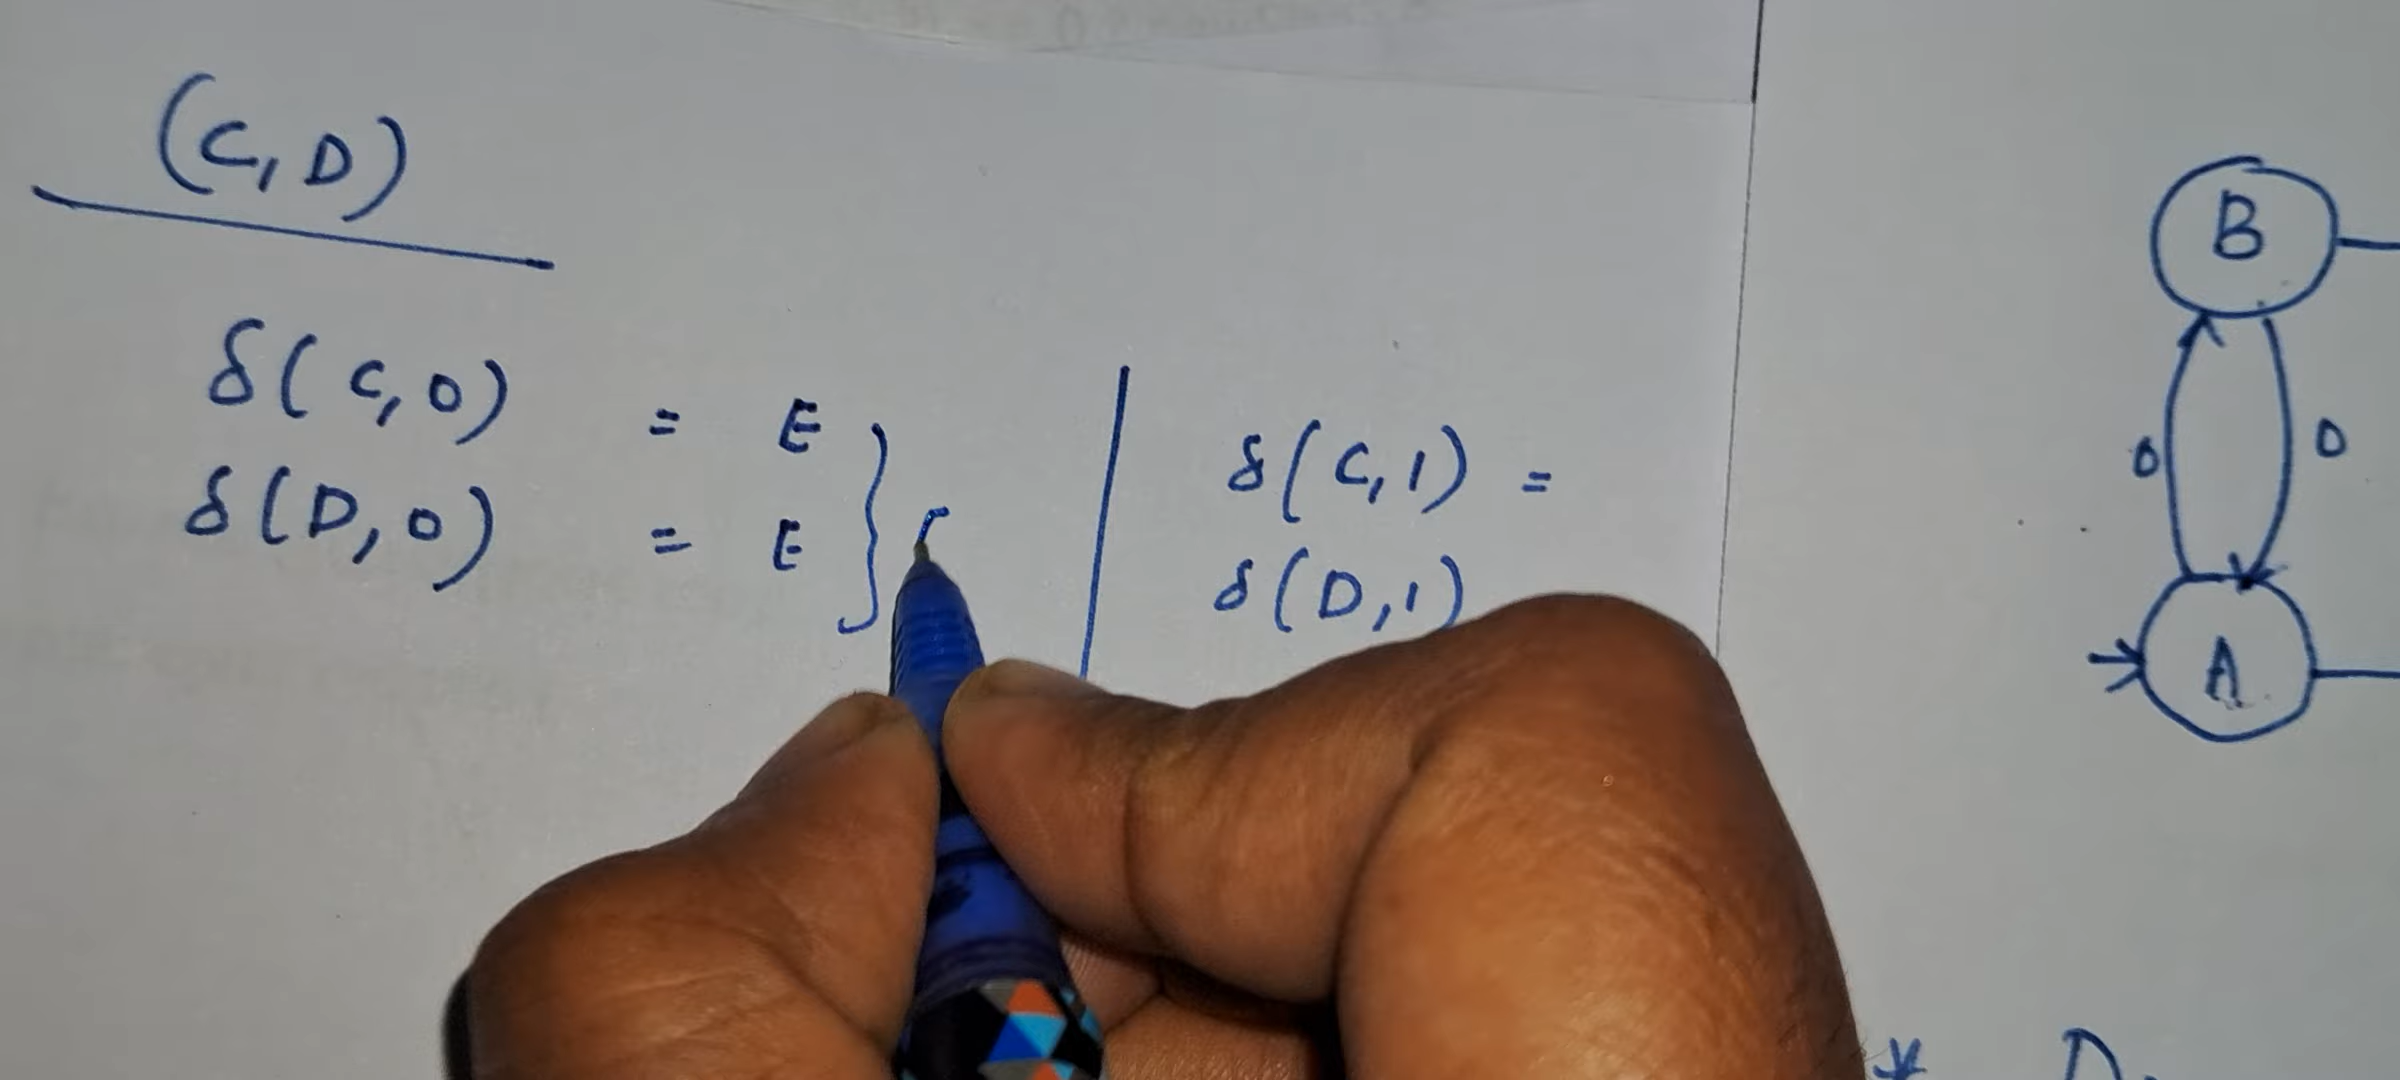 (C, D)
δ(C, 0) = E
δ(D, 0) = E
δ(C, 1) =
δ(D, 1)
B
0 0
A